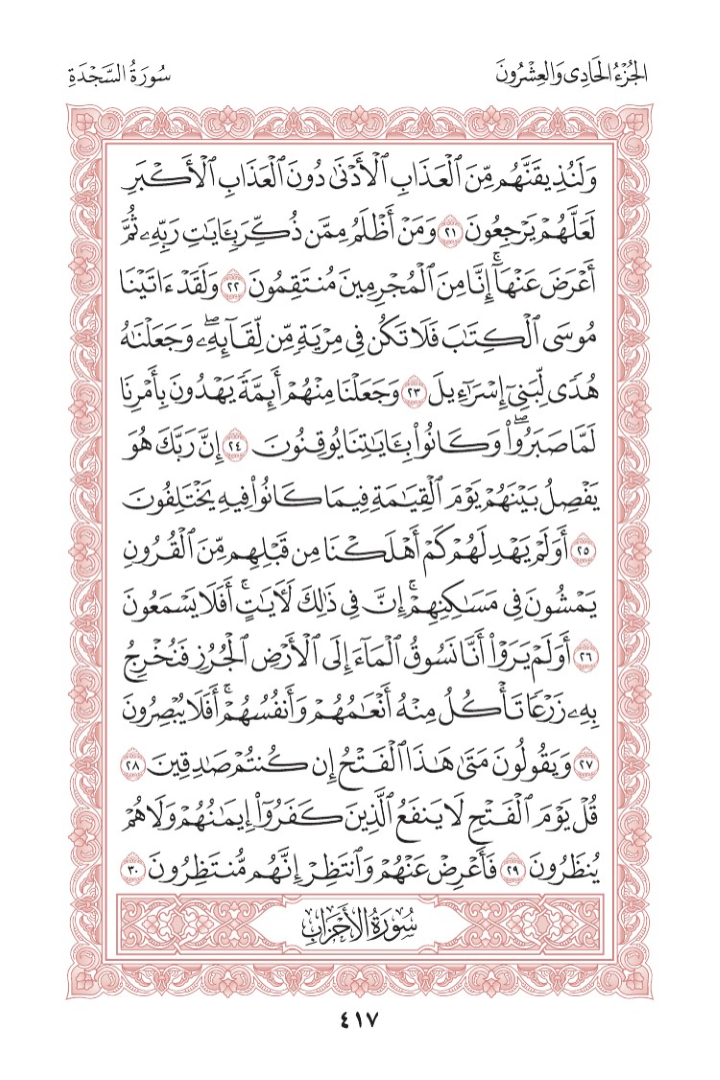 الجُزْءُ الحَادِى وَالعِشْرُونَ
سُورَةُ السَّجْدَةِ
وَلَنُذِيقَنَّهُم مِّنَ ٱلْعَذَابِ ٱلْأَدْنَىٰ دُونَ ٱلْعَذَابِ ٱلْأَكْبَرِ
لَعَلَّهُمْ يَرْجِعُونَ ٢١ وَمَنْ أَظْلَمُ مِمَّن ذُكِّرَ بِـَٔايَـٰتِ رَبِّهِۦ ثُمَّ
أَعْرَضَ عَنْهَآ ۚ إِنَّا مِنَ ٱلْمُجْرِمِينَ مُنتَقِمُونَ ٢٢ وَلَقَدْ ءَاتَيْنَا
مُوسَى ٱلْكِتَـٰبَ فَلَا تَكُن فِى مِرْيَةٍ مِّن لِّقَآئِهِۦ ۖ وَجَعَلْنَـٰهُ
هُدًى لِّبَنِىٓ إِسْرَٰٓءِيلَ ٢٣ وَجَعَلْنَا مِنْهُمْ أَئِمَّةً يَهْدُونَ بِأَمْرِنَا
لَمَّا صَبَرُوا۟ ۖ وَكَانُوا۟ بِـَٔايَـٰتِنَا يُوقِنُونَ ٢٤ إِنَّ رَبَّكَ هُوَ
يَفْصِلُ بَيْنَهُمْ يَوْمَ ٱلْقِيَـٰمَةِ فِيمَا كَانُوا۟ فِيهِ يَخْتَلِفُونَ
٢٥ أَوَلَمْ يَهْدِ لَهُمْ كَمْ أَهْلَكْنَا مِن قَبْلِهِم مِّنَ ٱلْقُرُونِ
يَمْشُونَ فِى مَسَـٰكِنِهِمْ ۚ إِنَّ فِى ذَٰلِكَ لَـَٔايَـٰتٍ ۖ أَفَلَا يَسْمَعُونَ
٢٦ أَوَلَمْ يَرَوْا۟ أَنَّا نَسُوقُ ٱلْمَآءَ إِلَى ٱلْأَرْضِ ٱلْجُرُزِ فَنُخْرِجُ
بِهِۦ زَرْعًا تَأْكُلُ مِنْهُ أَنْعَـٰمُهُمْ وَأَنفُسُهُمْ ۖ أَفَلَا يُبْصِرُونَ
٢٧ وَيَقُولُونَ مَتَىٰ هَـٰذَا ٱلْفَتْحُ إِن كُنتُمْ صَـٰدِقِينَ ٢٨
قُلْ يَوْمَ ٱلْفَتْحِ لَا يَنفَعُ ٱلَّذِينَ كَفَرُوٓا۟ إِيمَـٰنُهُمْ وَلَا هُمْ
يُنظَرُونَ ٢٩ فَأَعْرِضْ عَنْهُمْ وَٱنتَظِرْ إِنَّهُم مُّنتَظِرُونَ ٣٠
سُورَةُ الأَحْزَابِ
٤١٧